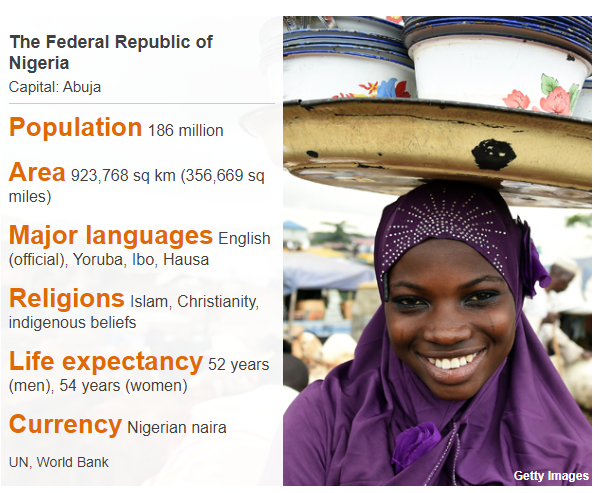 The Federal Republic of
Nigeria
Capital: Abuja
Population 186 million
Area 923,768 sq km (356,669 sq
miles)
Major languages English
(official), Yoruba, Ibo, Hausa
Religions Islam, Christianity,
indigenous beliefs
Life expectancy 52 years
(men), 54 years (women)
Currency Nigerian naira
UN, World Bank
Getty Images